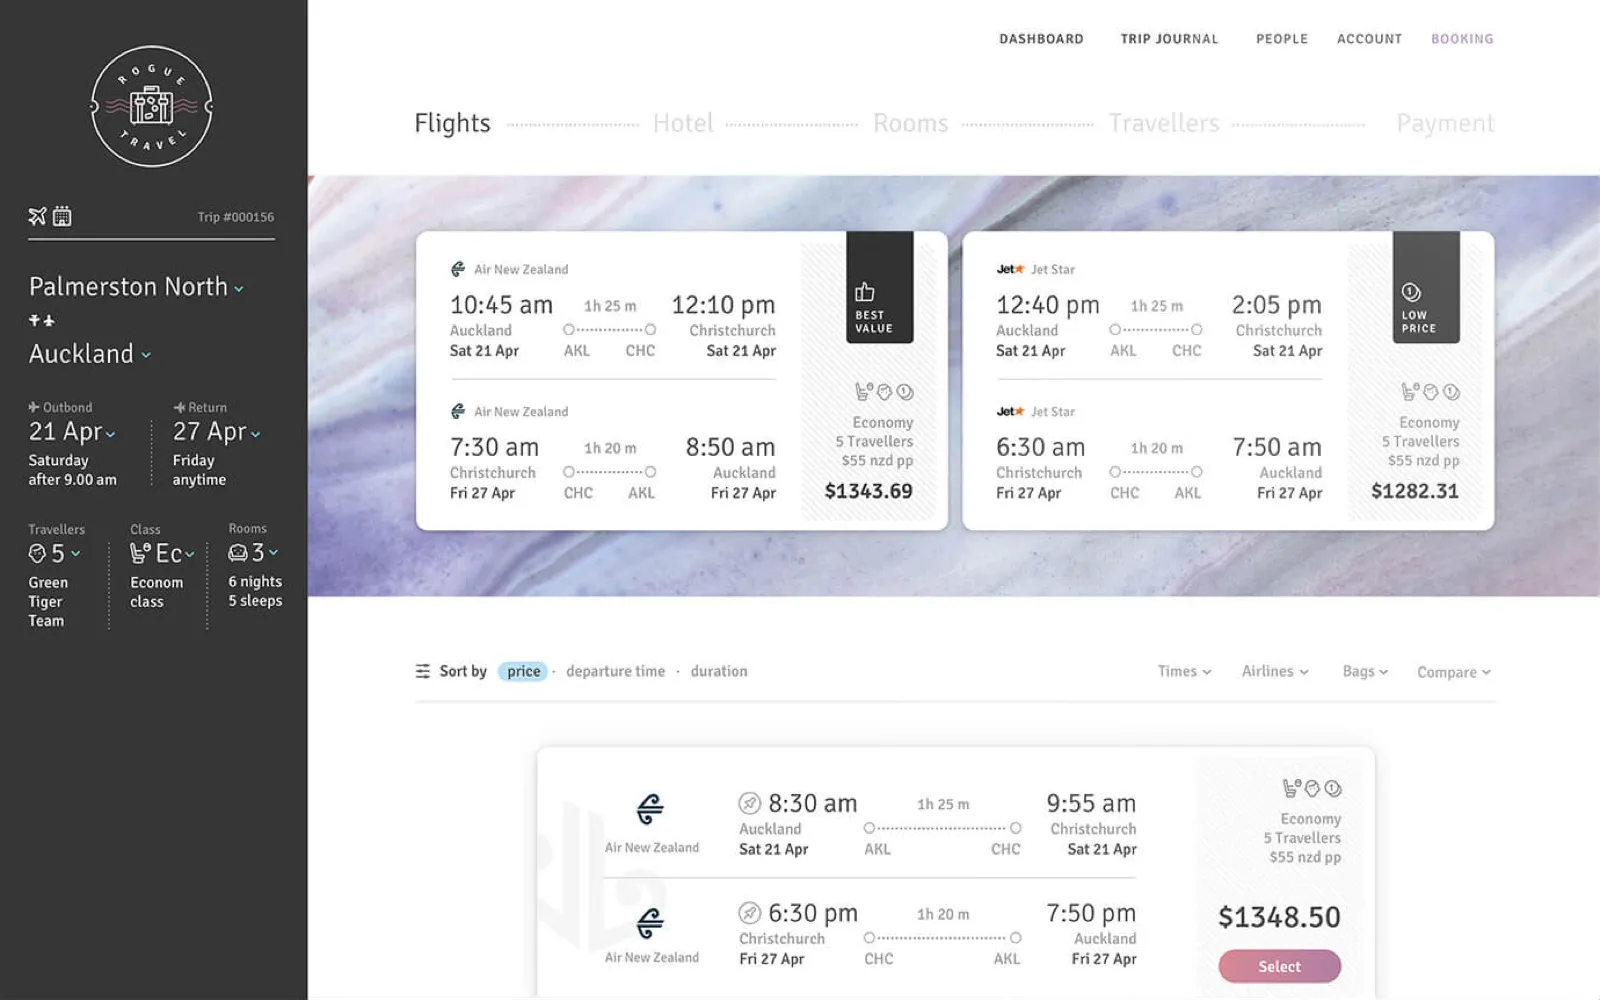 ROGUE
TRAVEL
Trip #000156
Palmerston North
Auckland
Outbond
21 Apr
Saturday
after 9.00 am
Return
27 Apr
Friday
anytime
Travellers
5
Green
Tiger
Team
Class
Ec
Econom
class
Rooms
3
6 nights
5 sleeps
DASHBOARD TRIP JOURNAL PEOPLE ACCOUNT BOOKING
Flights Hotel Rooms Travellers Payment
Air New Zealand
10:45 am 1h 25 m 12:10 pm
Auckland Christchurch
Sat 21 Apr AKL CHC Sat 21 Apr
Air New Zealand
7:30 am 1h 20 m 8:50 am
Christchurch Auckland
Fri 27 Apr CHC AKL Fri 27 Apr
BEST
VALUE
Economy
5 Travellers
$55 nzd pp
$1343.69
Jet Jet Star
12:40 pm 1h 25 m 2:05 pm
Auckland Christchurch
Sat 21 Apr AKL CHC Sat 21 Apr
Jet Jet Star
6:30 am 1h 20 m 7:50 am
Christchurch Auckland
Fri 27 Apr CHC AKL Fri 27 Apr
1
LOW
PRICE
Economy
5 Travellers
$55 nzd pp
$1282.31
Sort by price · departure time · duration
Times Airlines Bags Compare
Air New Zealand
8:30 am 1h 25 m 9:55 am
Auckland Christchurch
Sat 21 Apr AKL CHC Sat 21 Apr
Air New Zealand
6:30 pm 1h 20 m 7:50 pm
Christchurch Auckland
Fri 27 Apr CHC AKL Fri 27 Apr
Economy
5 Travellers
$55 nzd pp
$1348.50
Select